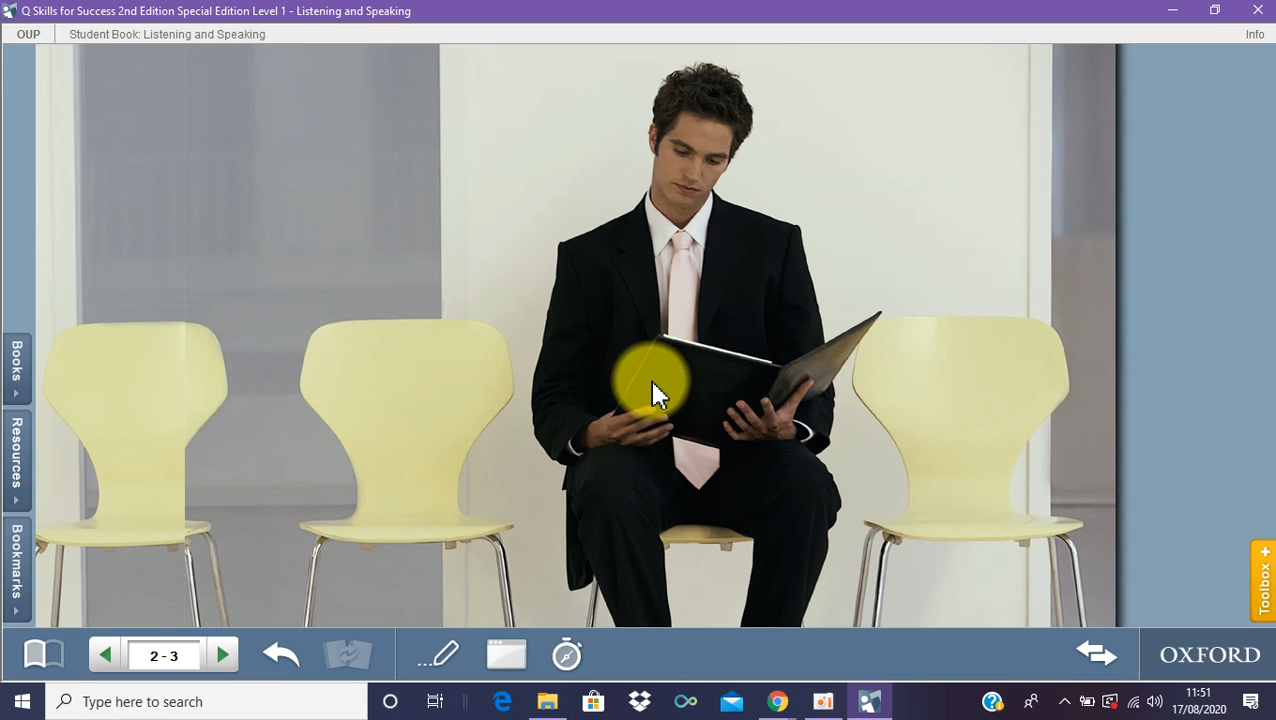 Q Skills for Success 2nd Edition Special Edition Level 1 - Listening and Speaking
OUP Student Book: Listening and Speaking Info
Books
Resources
Bookmarks
Toolbox
2 - 3
OXFORD
Type here to search
11:51
17/08/2020